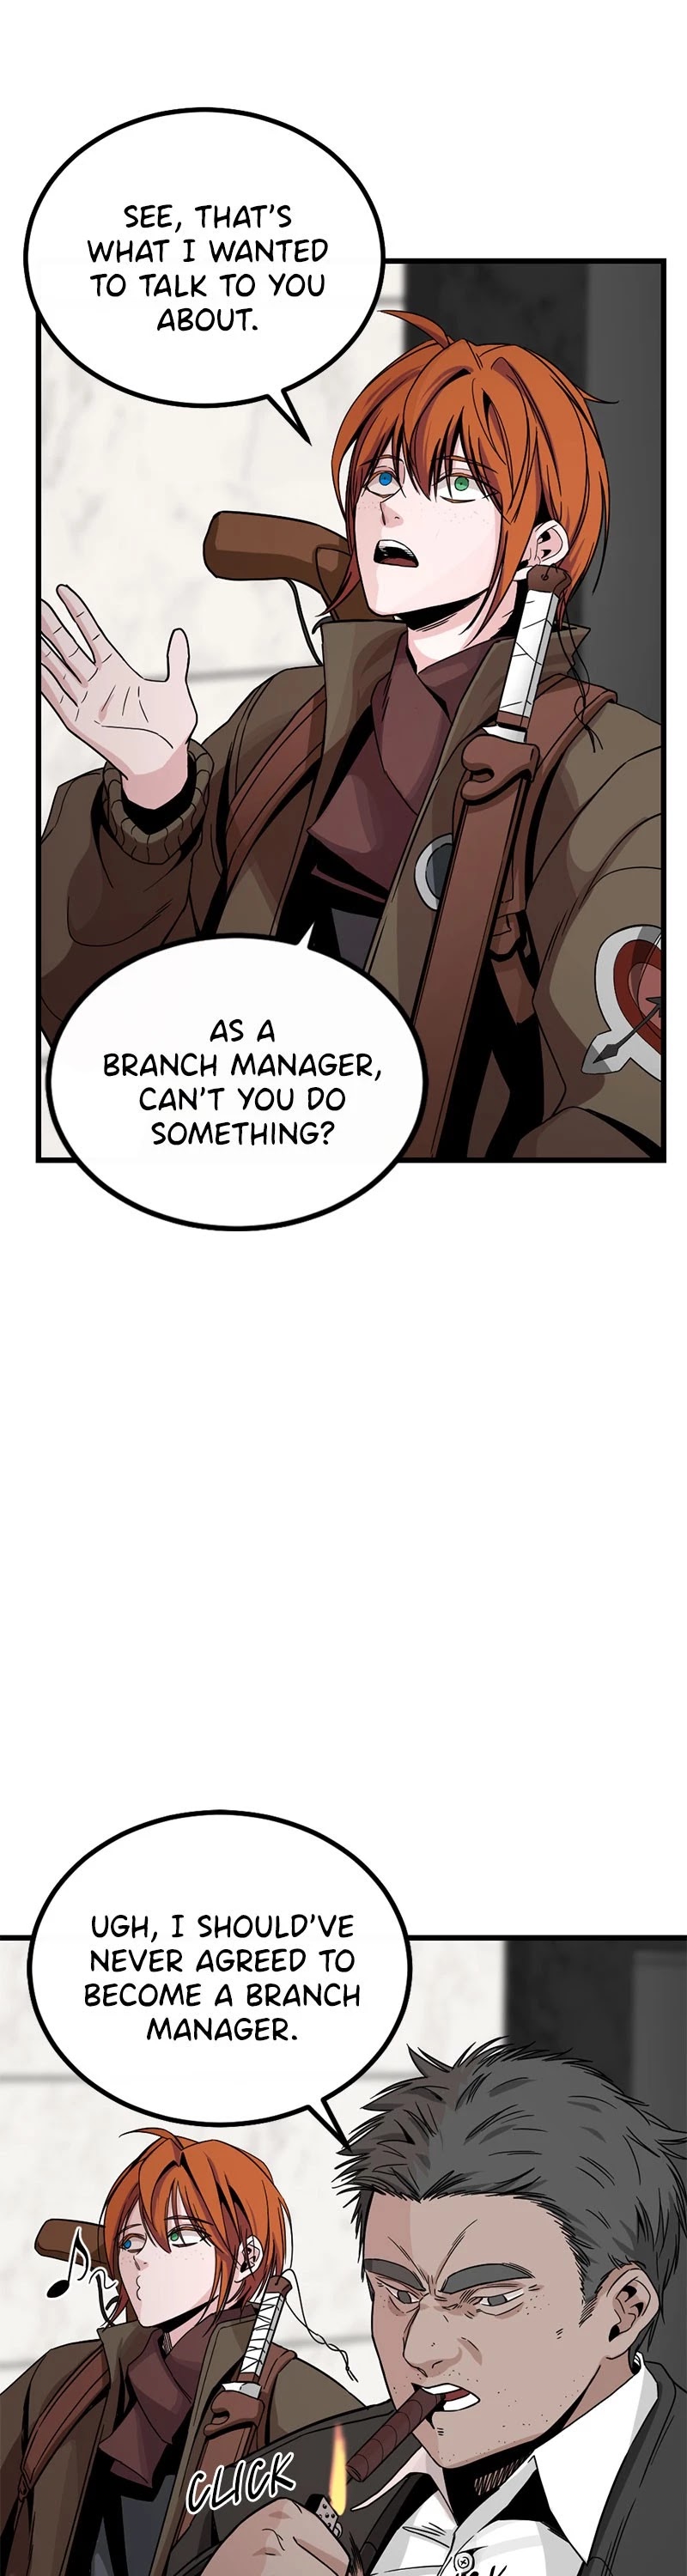 SEE, THAT'S
WHAT I WANTED
TO TALK TO YOU
ABOUT.
AS A
BRANCH MANAGER,
CAN'T YOU DO
SOMETHING?
UGH, I SHOULD'VE
NEVER AGREED TO
BECOME A BRANCH
MANAGER.
CLICK